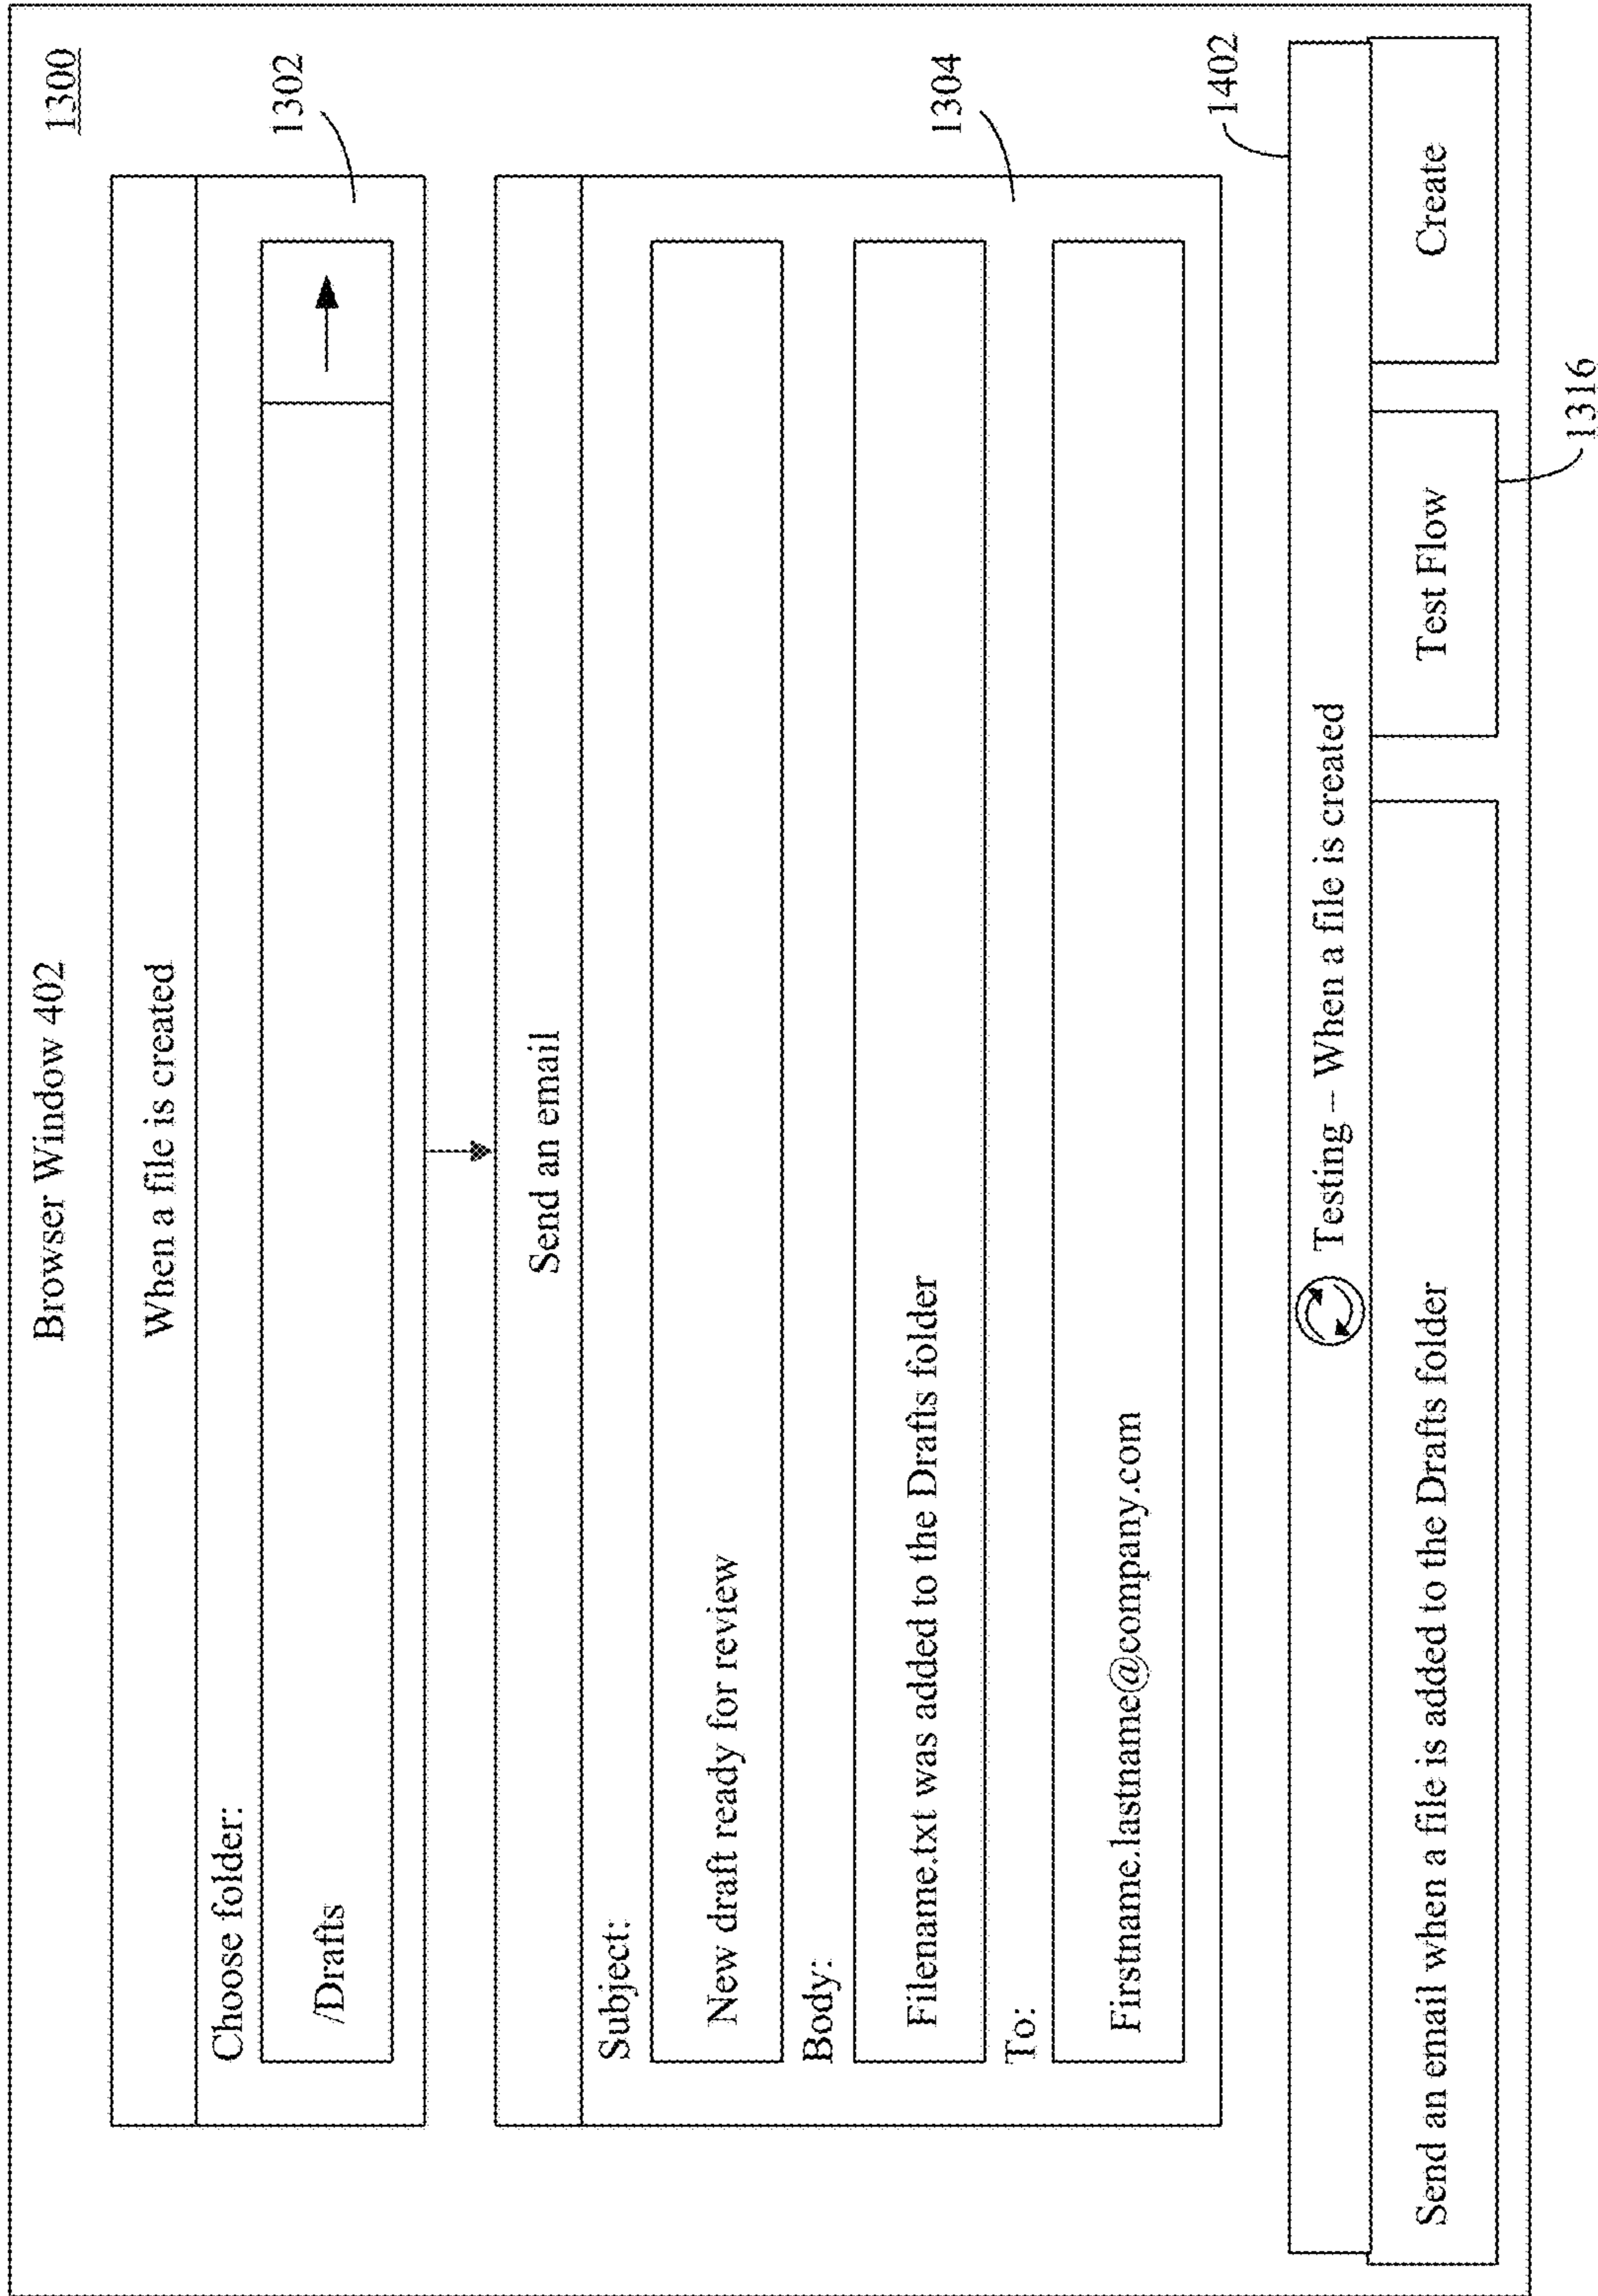 Browser Window 402
1300
When a file is created
Choose folder:
1302
/Drafts
Send an email
Subject:
New draft ready for review
Body:
Filename.txt was added to the Drafts folder
1304
To:
Firstname.lastname@company.com
1402
Testing – When a file is created
Send an email when a file is added to the Drafts folder
Test Flow
Create
1316